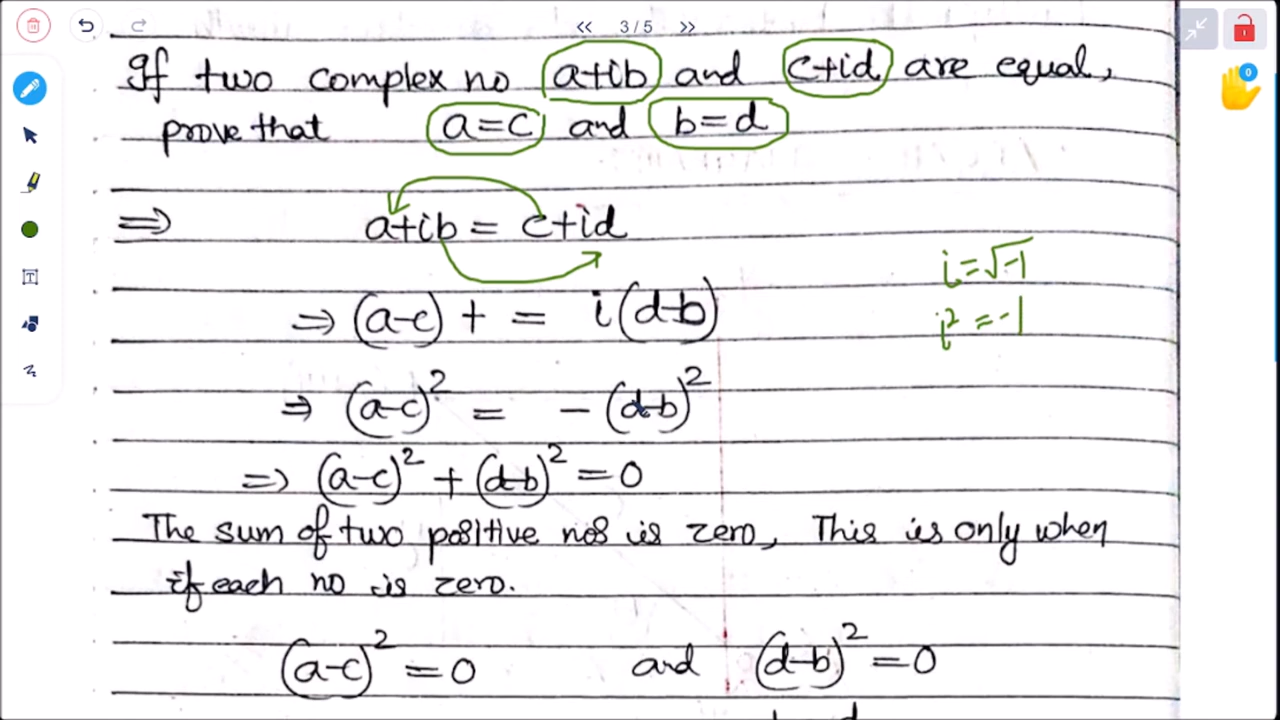 3 / 5
0
If two complex no a+ib and c+id are equal,
prove that a=c and b=d
⇒ a+ib = c+id
i=√-1
⇒ (a-c) + = i(d-b)
i² = -1
⇒ (a-c)² = -(d-b)²
⇒ (a-c)² + (d-b)² = 0
The sum of two positive nos is zero, This is only when
if each no is zero.
(a-c)² = 0 and (d-b)² = 0